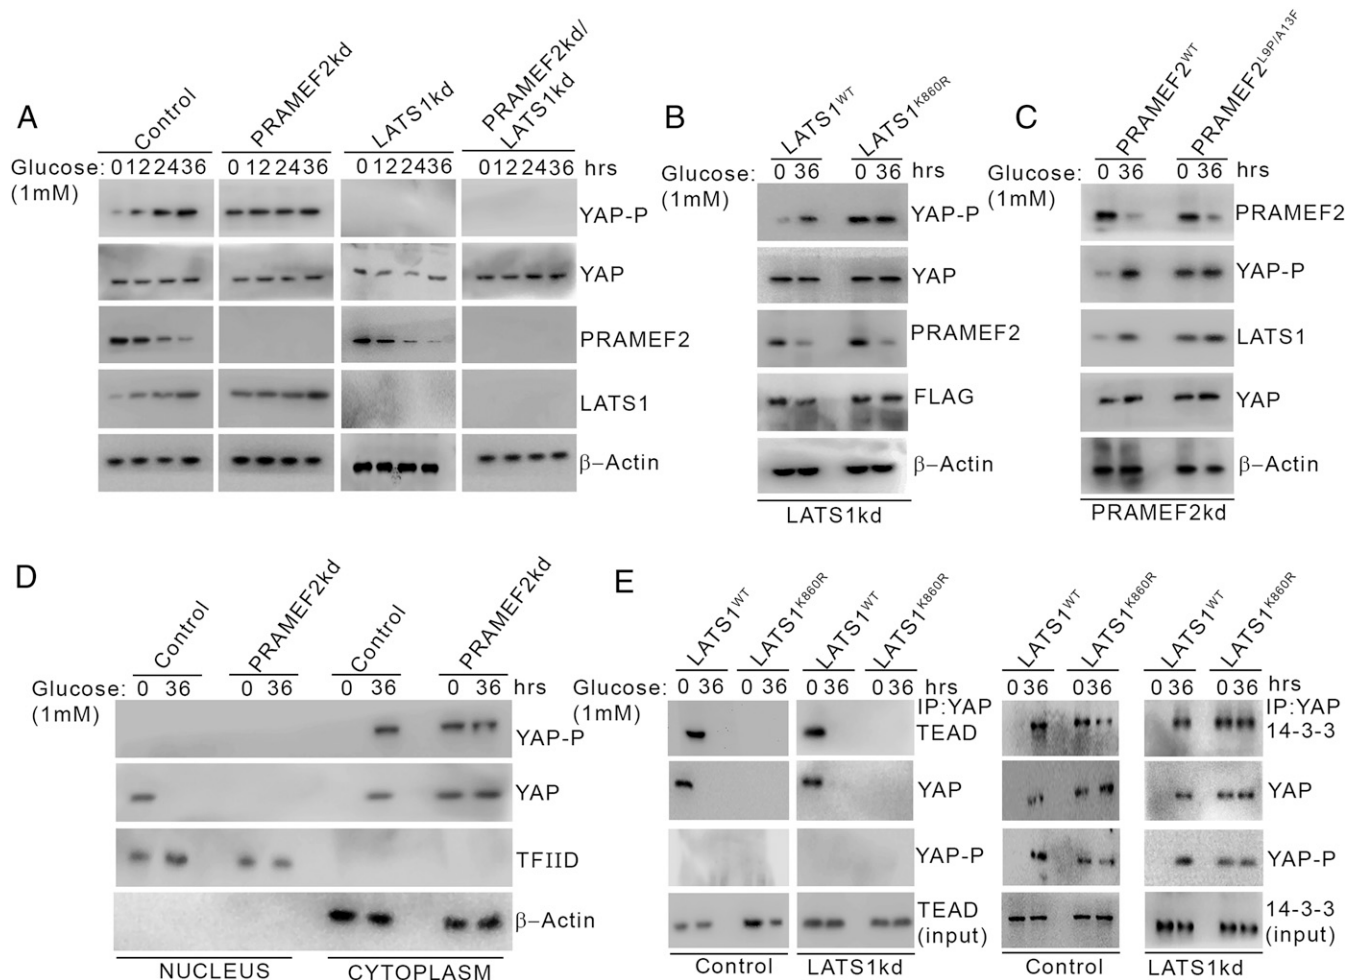 A
Control
PRAMEF2kd
LATS1kd
PRAMEF2kd/
LATS1kd
Glucose: 0 12 24 36 0 12 24 36 0 12 24 36 0 12 24 36 hrs
(1mM)
YAP-P
YAP
PRAMEF2
LATS1
β–Actin
B
LATS1WT
LATS1K860R
Glucose: 0 36 0 36 hrs
(1mM)
YAP-P
YAP
PRAMEF2
FLAG
β–Actin
LATS1kd
C
PRAMEF2WT
PRAMEF2L9P/A13F
Glucose: 0 36 0 36 hrs
(1mM)
PRAMEF2
YAP-P
LATS1
YAP
β–Actin
PRAMEF2kd
D
Control
PRAMEF2kd
Control
PRAMEF2kd
Glucose: 0 36 0 36 0 36 0 36 hrs
(1mM)
YAP-P
YAP
TFIID
β–Actin
NUCLEUS
CYTOPLASM
E
LATS1WT
LATS1K860R
LATS1WT
LATS1K860R
Glucose: 0 36 0 36 0 36 0 36 hrs
(1mM)
IP:YAP
TEAD
YAP
YAP-P
TEAD
(input)
Control
LATS1kd
LATS1WT
LATS1K860R
LATS1WT
LATS1K860R
0 36 0 36 0 36 0 36 hrs
IP:YAP
14-3-3
YAP
YAP-P
14-3-3
(input)
Control
LATS1kd